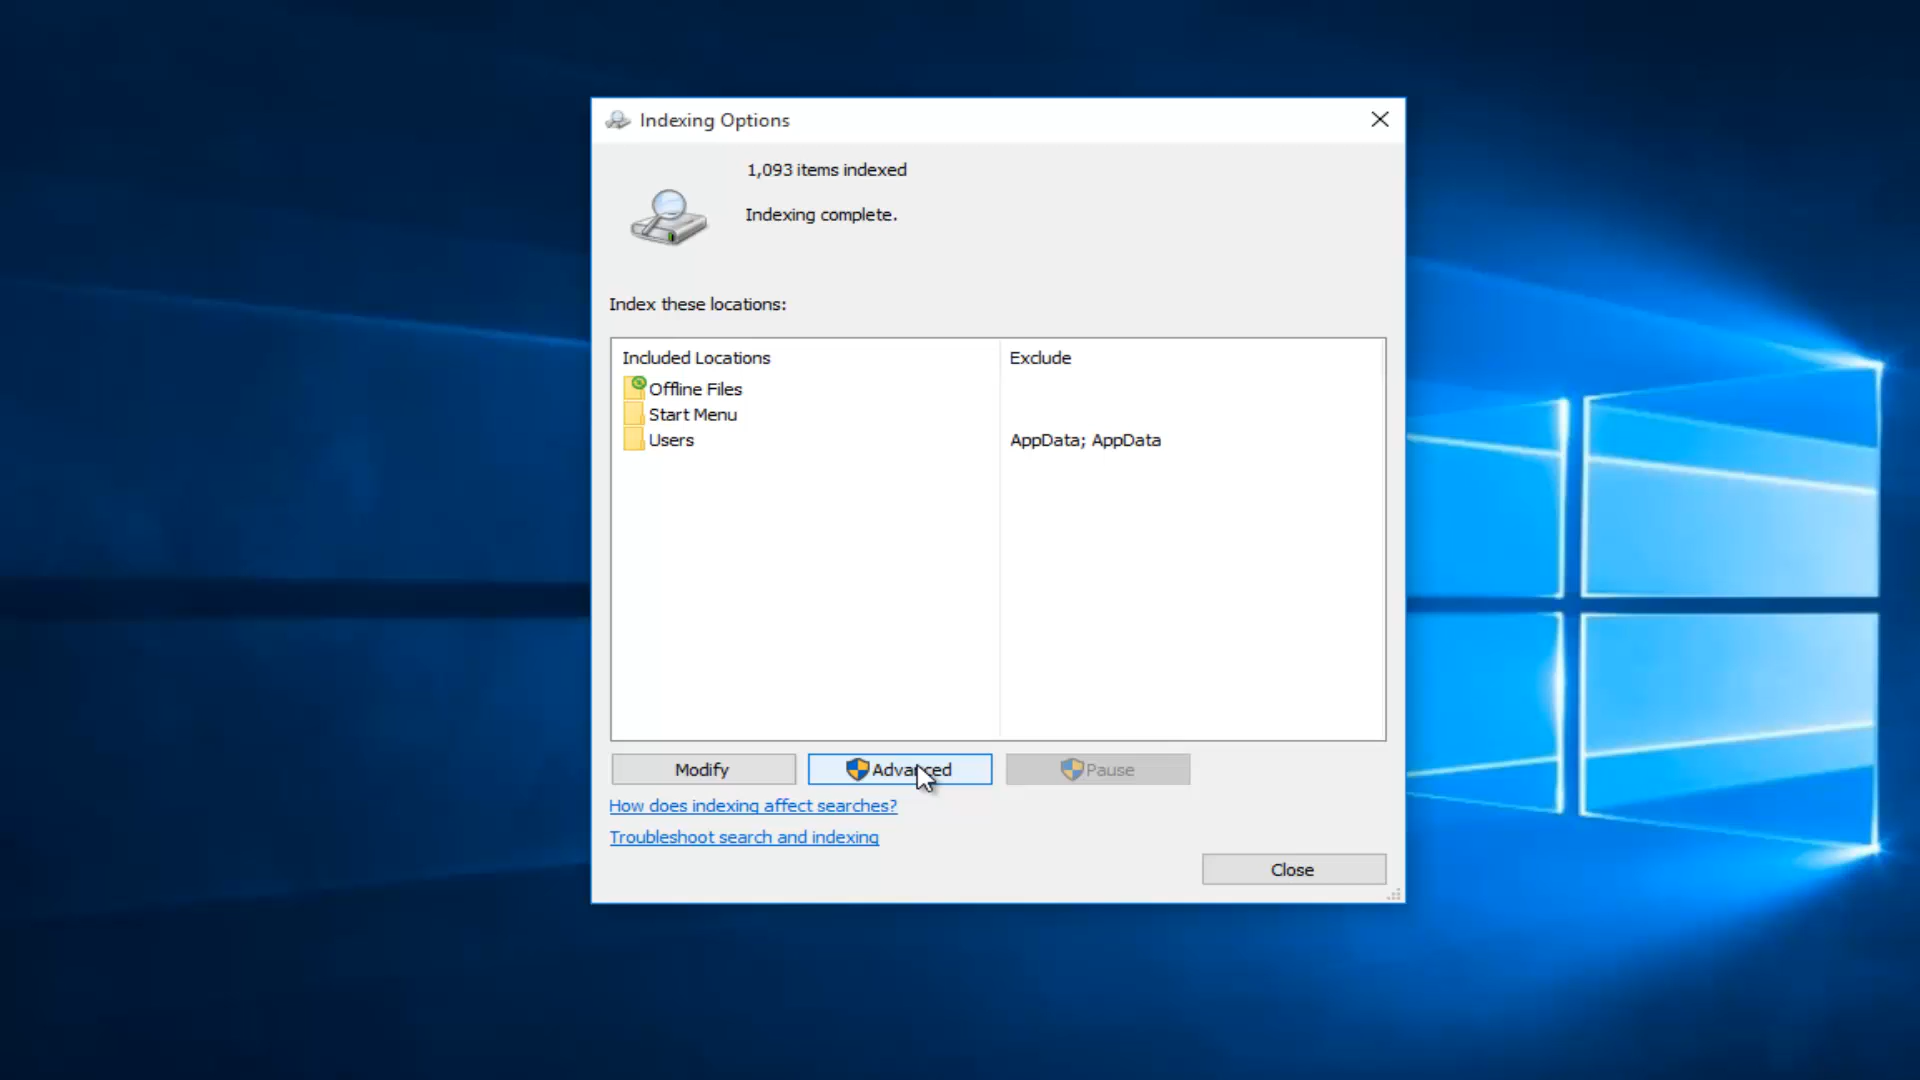 Indexing Options
1,093 items indexed
Indexing complete.
Index these locations:
Included Locations
Exclude
Offline Files
Start Menu
Users
AppData; AppData
Modify
Advanced
Pause
How does indexing affect searches?
Troubleshoot search and indexing
Close